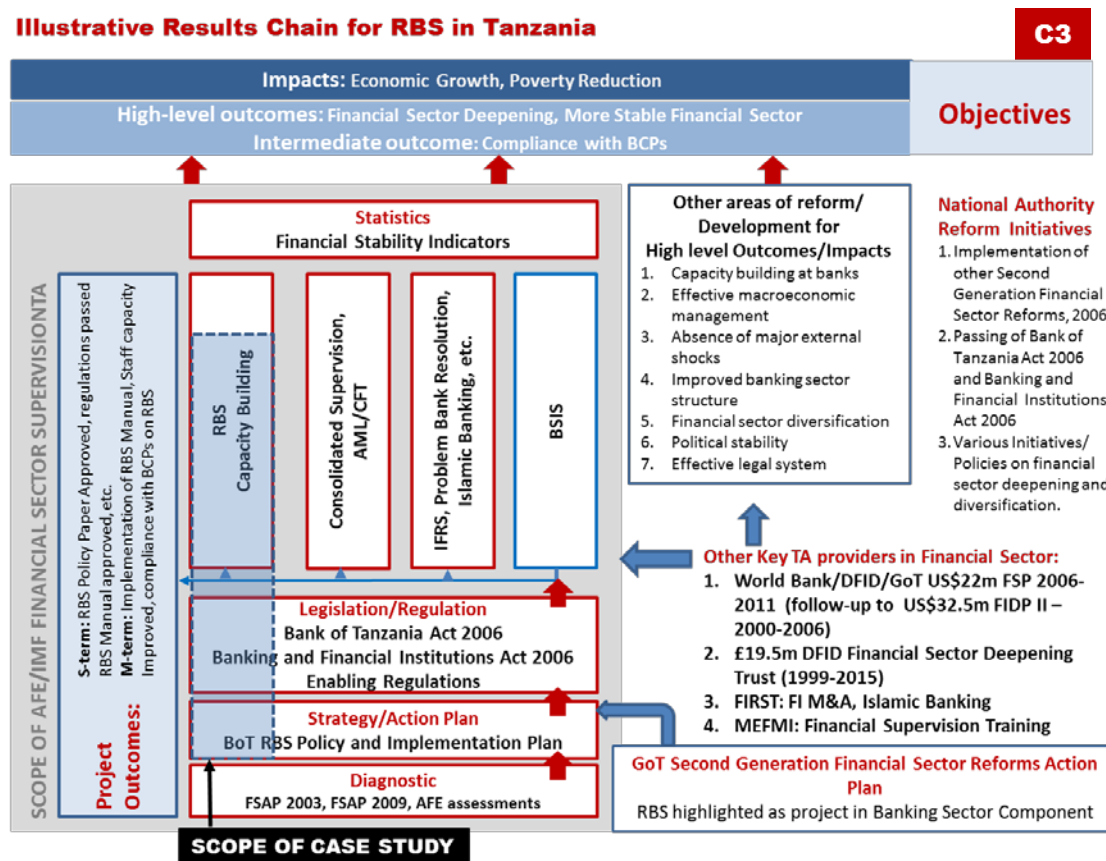 Illustrative Results Chain for RBS in Tanzania
C3
Impacts: Economic Growth, Poverty Reduction
High-level outcomes: Financial Sector Deepening, More Stable Financial Sector
Intermediate outcome: Compliance with BCPs
Objectives
SCOPE OF AFE/IMF FINANCIAL SECTOR SUPERVISIONTA
Project
Outcomes:
S-term: RBS Policy Paper Approved, regulations passed
RBS Manual approved, etc.
M-term: Implementation of RBS Manual, Staff capacity
Improved, compliance with BCPs on RBS
Statistics
Financial Stability Indicators
RBS
Capacity Building
Consolidated Supervision,
AML/CFT
IFRS, Problem Bank Resolution,
Islamic Banking, etc.
BSIS
Legislation/Regulation
Bank of Tanzania Act 2006
Banking and Financial Institutions Act 2006
Enabling Regulations
Strategy/Action Plan
BoT RBS Policy and Implementation Plan
Diagnostic
FSAP 2003, FSAP 2009, AFE assessments
SCOPE OF CASE STUDY
Other areas of reform/
Development for
High level Outcomes/Impacts
1. Capacity building at banks
2. Effective macroeconomic
management
3. Absence of major external
shocks
4. Improved banking sector
structure
5. Financial sector diversification
6. Political stability
7. Effective legal system
National Authority
Reform Initiatives
1. Implementation of
other Second
Generation Financial
Sector Reforms, 2006
2. Passing of Bank of
Tanzania Act 2006
and Banking and
Financial Institutions
Act 2006
3. Various Initiatives/
Policies on financial
sector deepening and
diversification.
Other Key TA providers in Financial Sector:
1. World Bank/DFID/GoT US$22m FSP 2006-
2011 (follow-up to US$32.5m FIDP II –
2000-2006)
2. £19.5m DFID Financial Sector Deepening
Trust (1999-2015)
3. FIRST: FI M&A, Islamic Banking
4. MEFMI: Financial Supervision Training
GoT Second Generation Financial Sector Reforms Action
Plan
RBS highlighted as project in Banking Sector Component